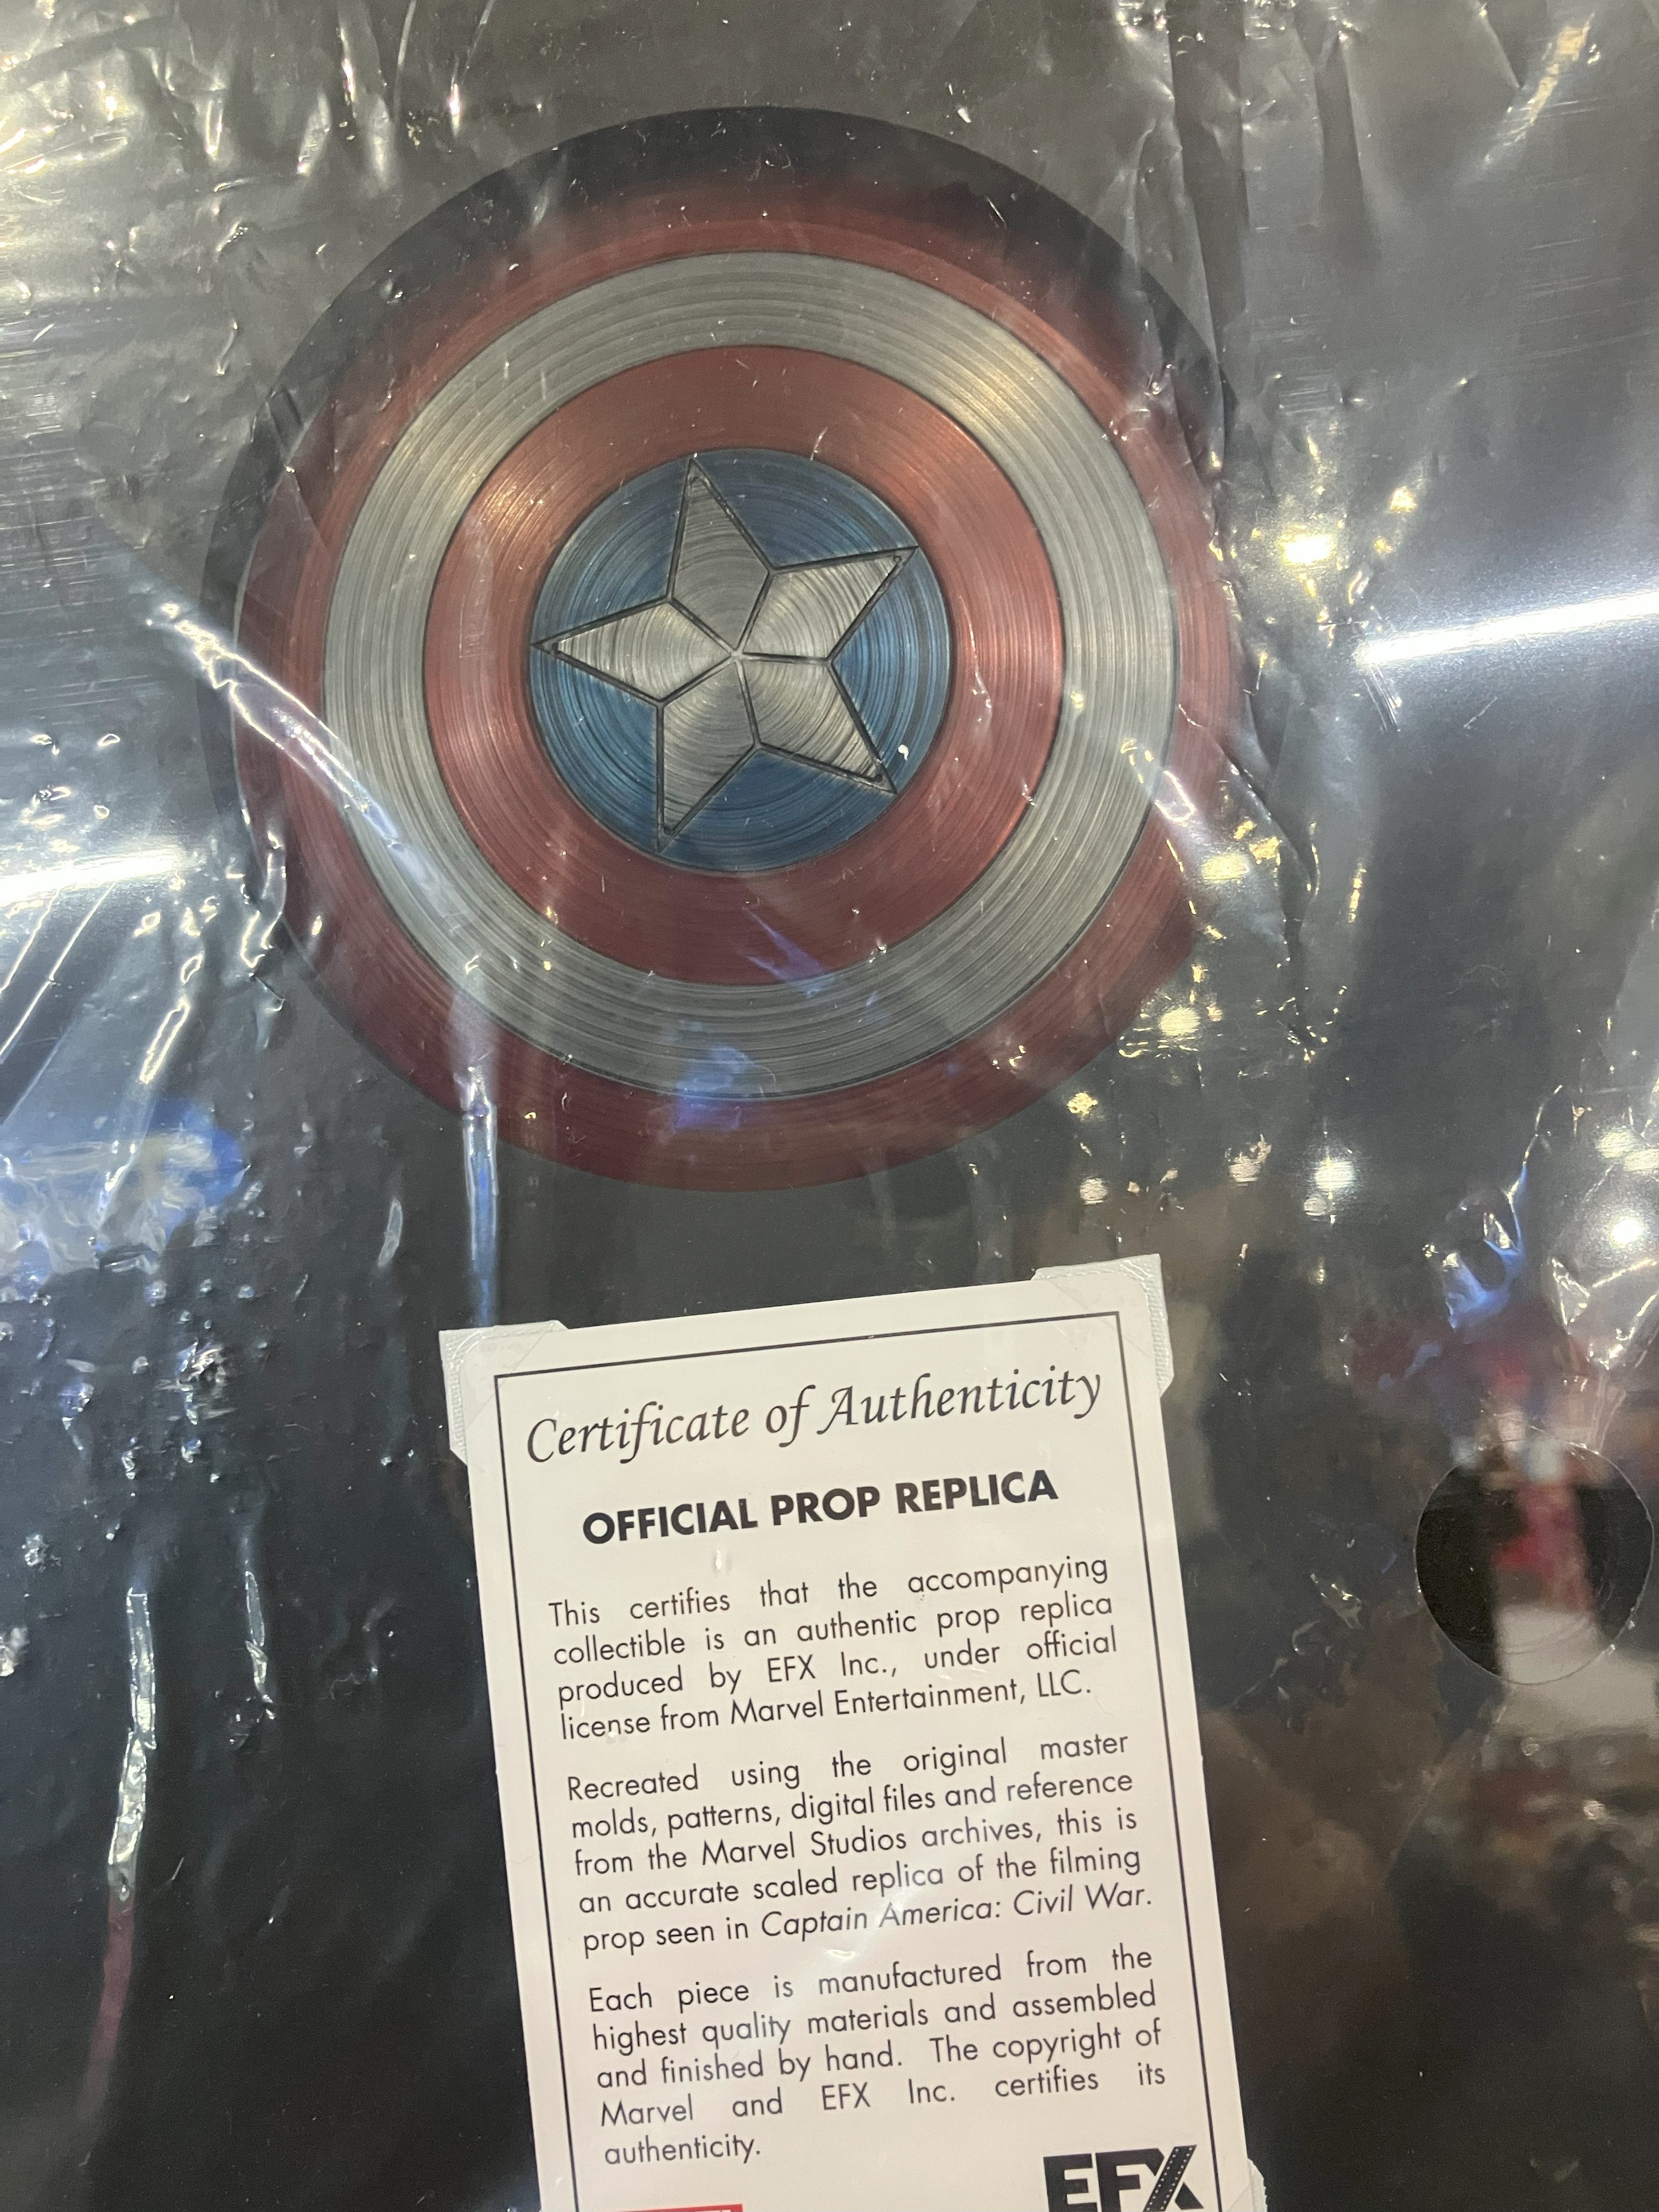 Certificate of Authenticity
OFFICIAL PROP REPLICA
This certifies that the accompanying
collectible is an authentic prop replica
produced by EFX Inc., under official
license from Marvel Entertainment, LLC.
Recreated using the original master
molds, patterns, digital files and reference
from the Marvel Studios archives, this is
an accurate scaled replica of the filming
prop seen in Captain America: Civil War.
Each piece is manufactured from the
highest quality materials and assembled
and finished by hand. The copyright of
Marvel and EFX Inc. certifies its
authenticity.
EFX